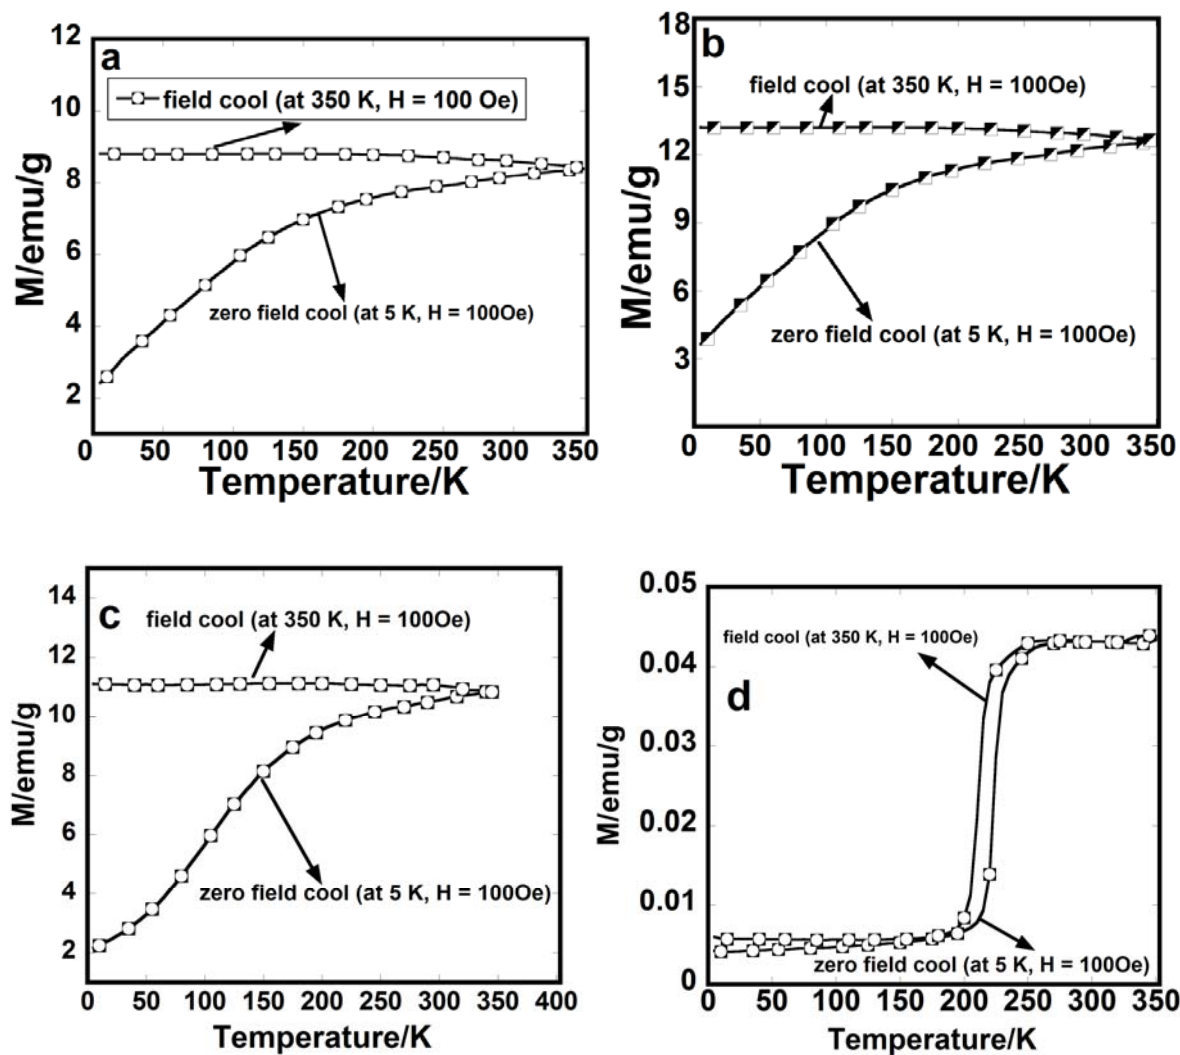 a
field cool (at 350 K, H = 100 Oe)
zero field cool (at 5 K, H = 100Oe)
M/emu/g
12
10
8
6
4
2
0 50 100 150 200 250 300 350
Temperature/K
b
field cool (at 350 K, H = 100Oe)
zero field cool (at 5 K, H = 100Oe)
M/emu/g
18
15
12
9
6
3
0 50 100 150 200 250 300 350
Temperature/K
c
field cool (at 350 K, H = 100Oe)
zero field cool (at 5 K, H = 100Oe)
M/emu/g
14
12
10
8
6
4
2
0 50 100 150 200 250 300 350 400
Temperature/K
d
field cool (at 350 K, H = 100Oe)
zero field cool (at 5 K, H = 100Oe)
M/emu/g
0.05
0.04
0.03
0.02
0.01
0
0 50 100 150 200 250 300 350
Temperature/K